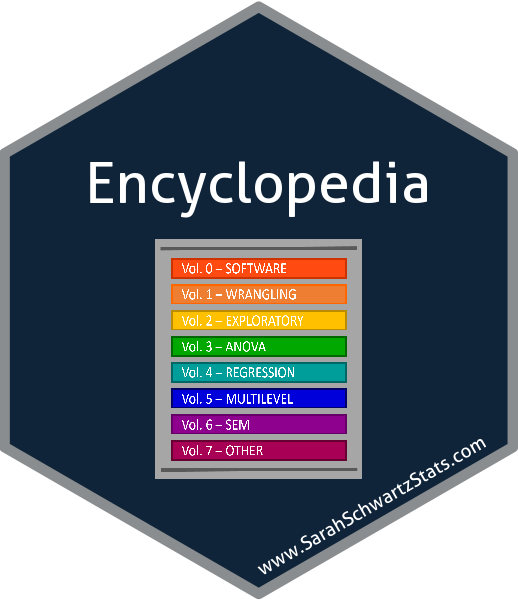 Encyclopedia
Vol. 0 – SOFTWARE
Vol. 1 – WRANGLING
Vol. 2 – EXPLORATORY
Vol. 3 – ANOVA
Vol. 4 – REGRESSION
Vol. 5 – MULTILEVEL
Vol. 6 – SEM
Vol. 7 – OTHER
www.SarahSchwartzStats.com